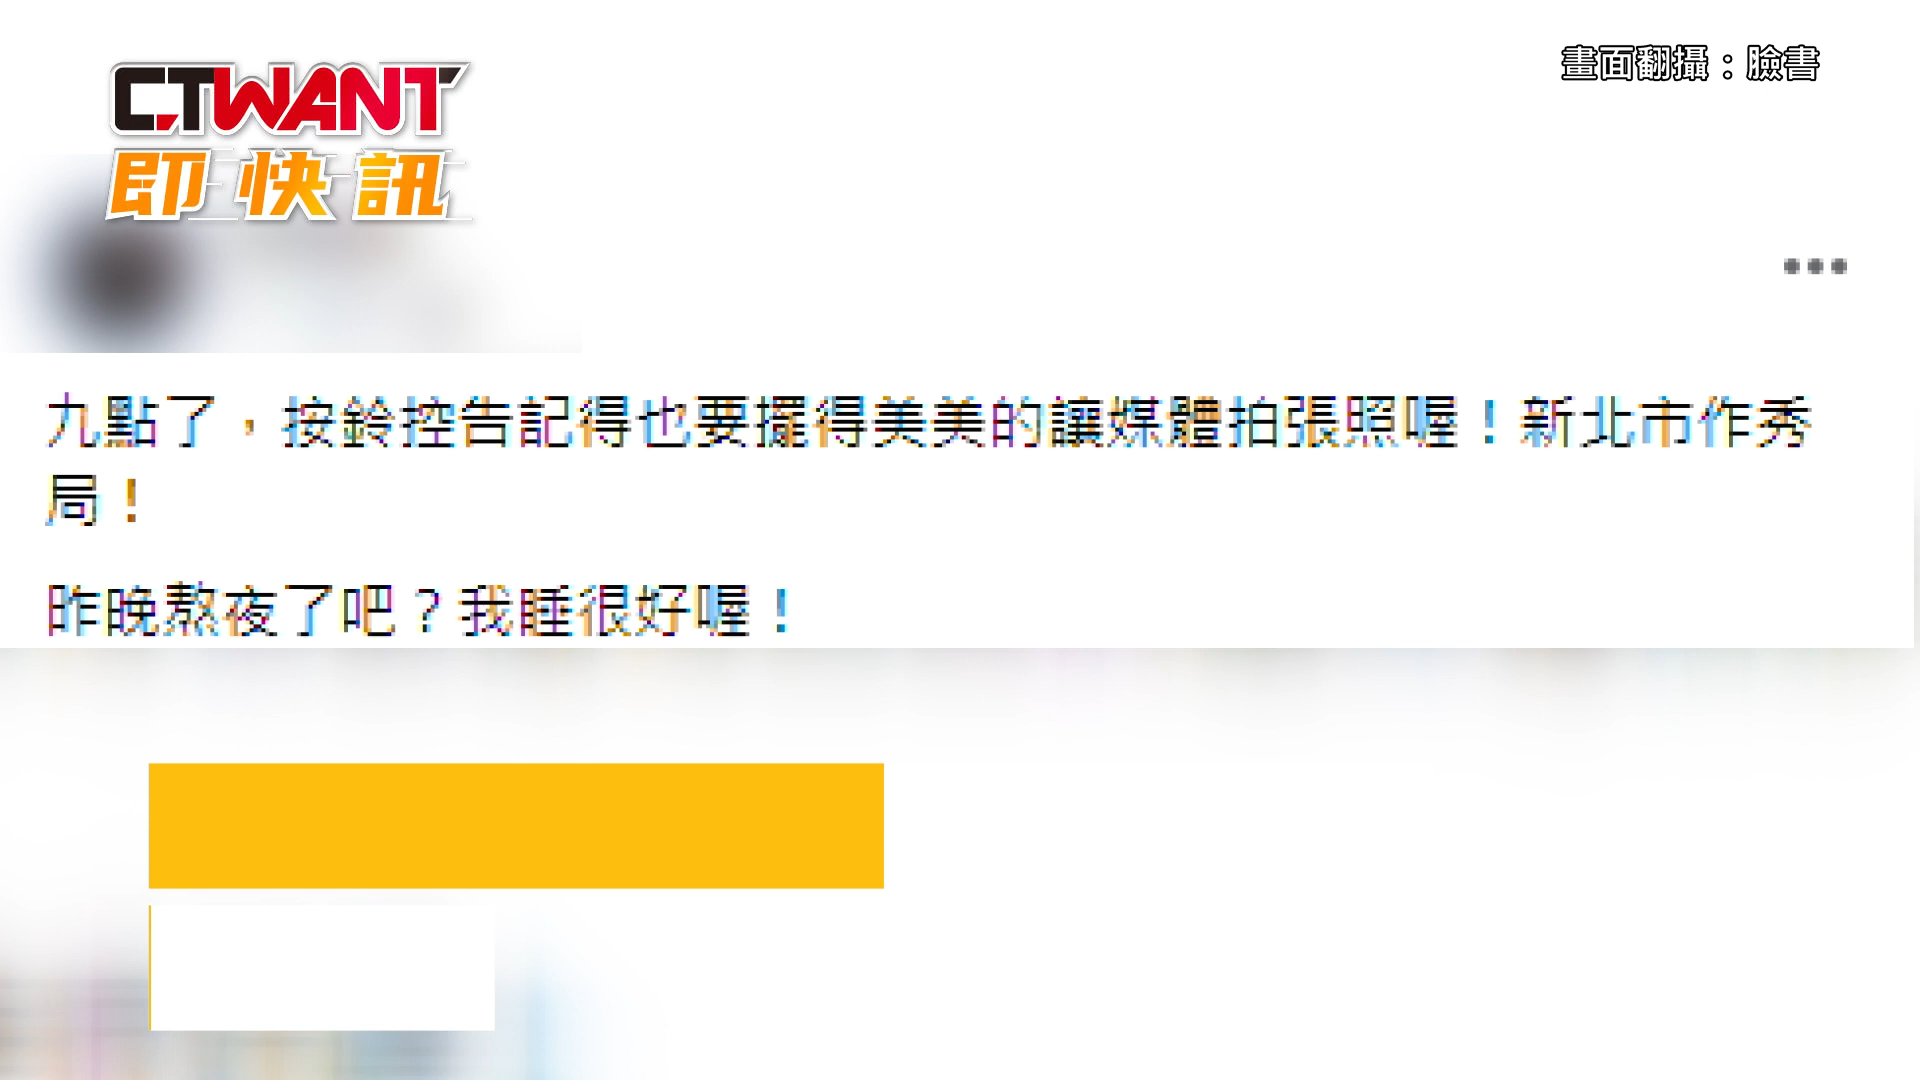 CTWANT
即快訊
畫面翻攝：臉書
九點了，按鈴控告記得也要擺得美美的讓媒體拍張照喔！新北市作秀
局！
昨晚熬夜了吧？我睡很好喔！